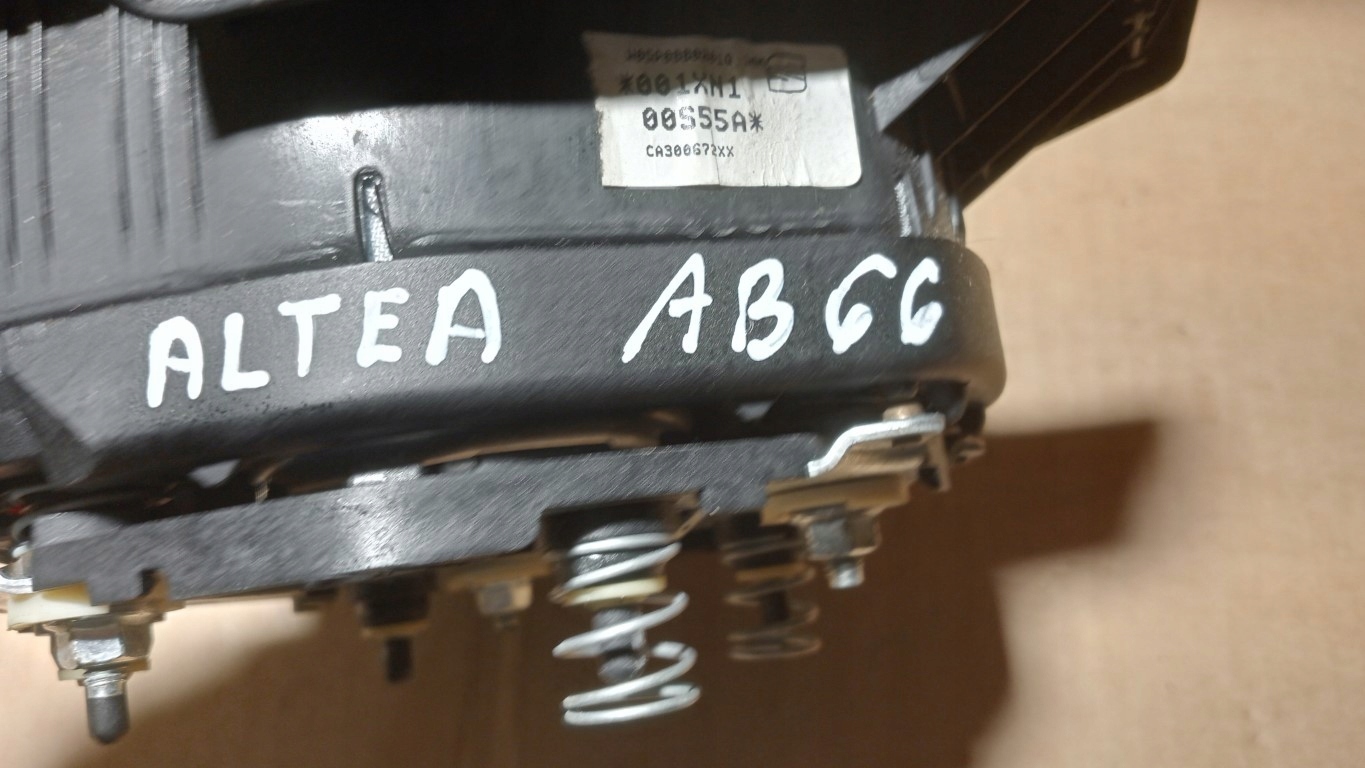 *001XN1
00S55A*
CA300672XX
ALTEA AB66